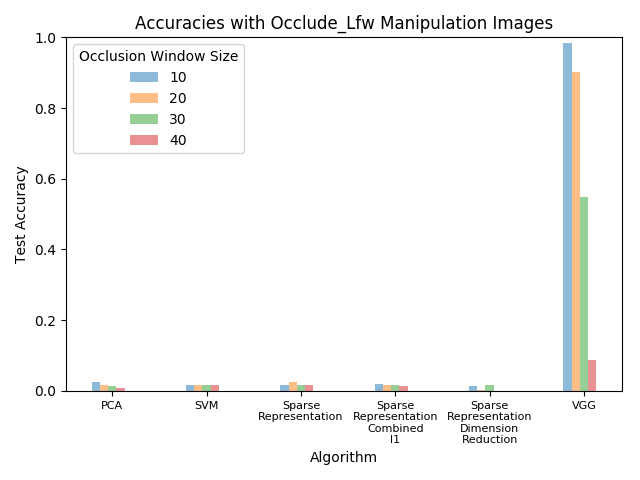 Accuracies with Occlude_Lfw Manipulation Images
Occlusion Window Size
10
20
30
40
Test Accuracy
1.0
0.8
0.6
0.4
0.2
0.0
PCA
SVM
Sparse
Representation
Sparse
Representation
Combined
l1
Sparse
Representation
Dimension
Reduction
VGG
Algorithm